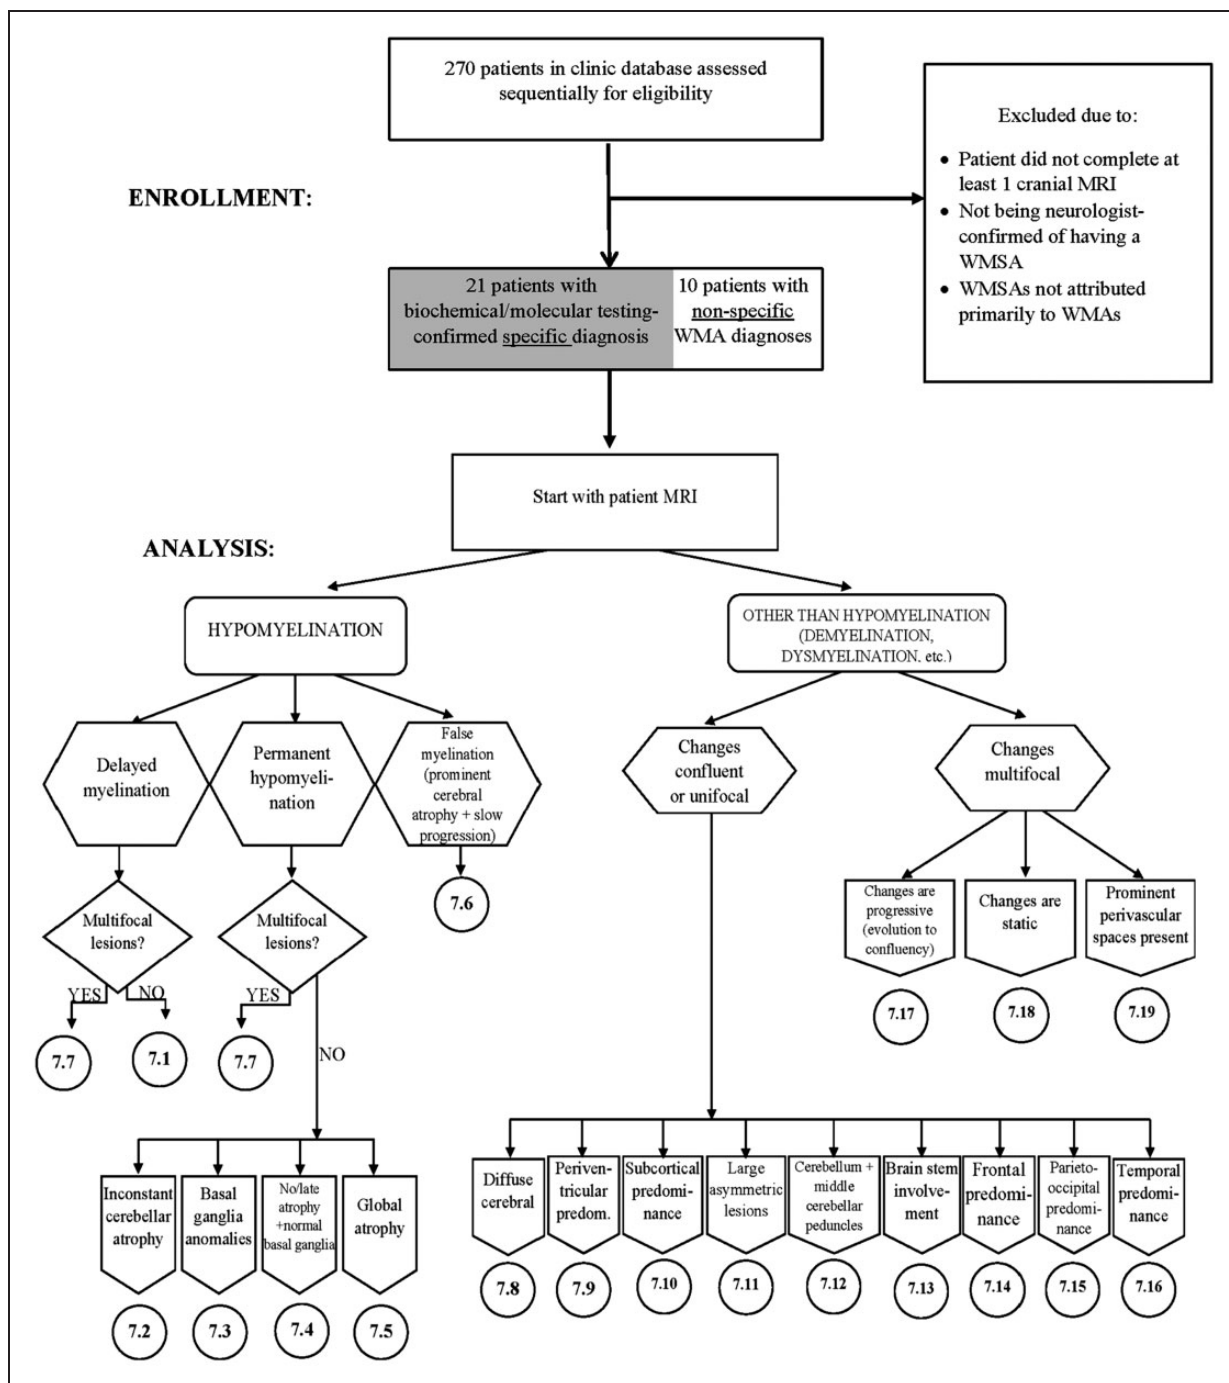 270 patients in clinic database assessed
sequentially for eligibility
Excluded due to:
• Patient did not complete at
least 1 cranial MRI
• Not being neurologist-
confirmed of having a
WMSA
• WMSAs not attributed
primarily to WMAs
ENROLLMENT:
21 patients with
biochemical/molecular testing-
confirmed specific diagnosis
10 patients with
non-specific
WMA diagnoses
Start with patient MRI
ANALYSIS:
HYPOMYELINATION
OTHER THAN HYPOMYELINATION
(DEMYELINATION,
DYSMYELINATION, etc.)
Delayed
myelination
Permanent
hypomyeli-
nation
False
myelination
(prominent
cerebral
atrophy + slow
progression)
Changes
confluent
or unifocal
Changes
multifocal
Multifocal
lesions?
Multifocal
lesions?
7.6
Changes are
progressive
(evolution to
confluency)
Changes are
static
Prominent
perivascular
spaces present
YES
NO
YES
NO
7.17
7.18
7.19
7.7
7.1
7.7
Inconstant
cerebellar
atrophy
Basal
ganglia
anomalies
No/late
atrophy
+normal
basal ganglia
Global
atrophy
Diffuse
cerebral
Periven-
tricular
predom.
Subcortical
predomi-
nance
Large
asymmetric
lesions
Cerebellum +
middle
cerebellar
peduncles
Brain stem
involve-
ment
Frontal
predomi-
nance
Parieto-
occipital
predomi-
nance
Temporal
predomi-
nance
7.2
7.3
7.4
7.5
7.8
7.9
7.10
7.11
7.12
7.13
7.14
7.15
7.16